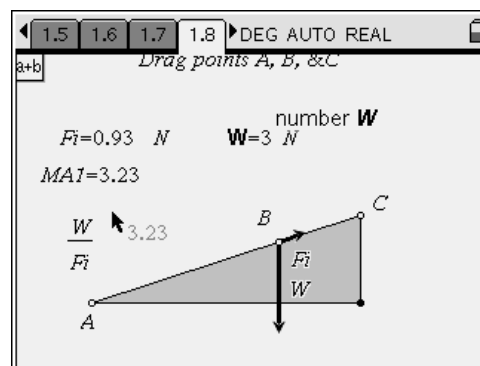 1.5 1.6 1.7 1.8 DEG AUTO REAL
a+b
Drag points A, B, &C
number W
Fi=0.93 N W=3 N
MA1=3.23
W
Fi
3.23
B
C
Fi
W
A